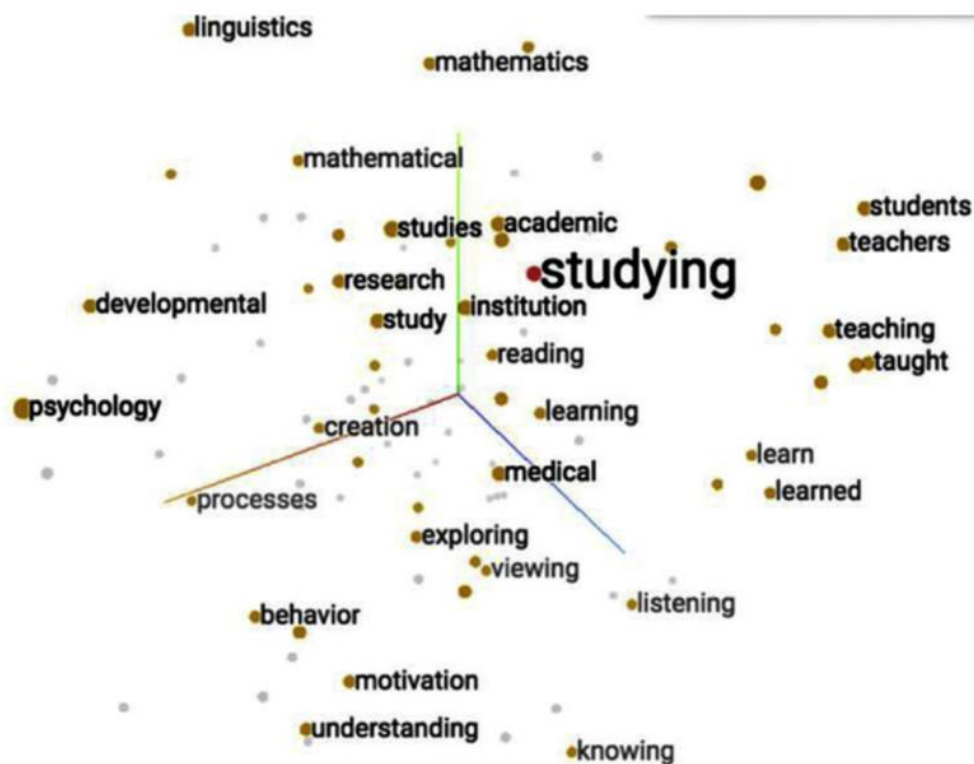 linguistics
mathematics
mathematical
students
studies
academic
teachers
studying
research
developmental
institution
study
teaching
reading
taught
psychology
learning
creation
learn
medical
learned
processes
exploring
viewing
listening
behavior
motivation
understanding
knowing